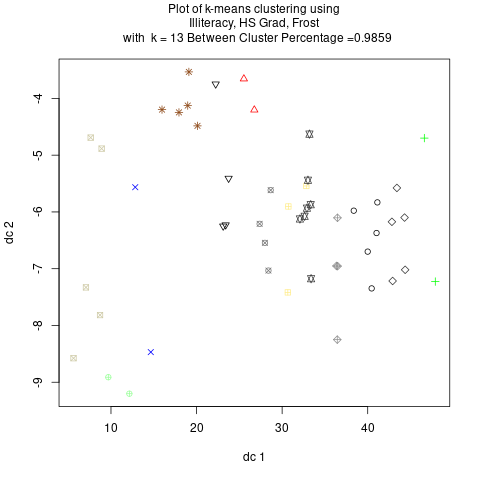 Plot of k-means clustering using
Illiteracy, HS Grad, Frost
with k = 13 Between Cluster Percentage =0.9859
-4
-5
-6
-7
-8
-9
dc 2
10 20 30 40
dc 1